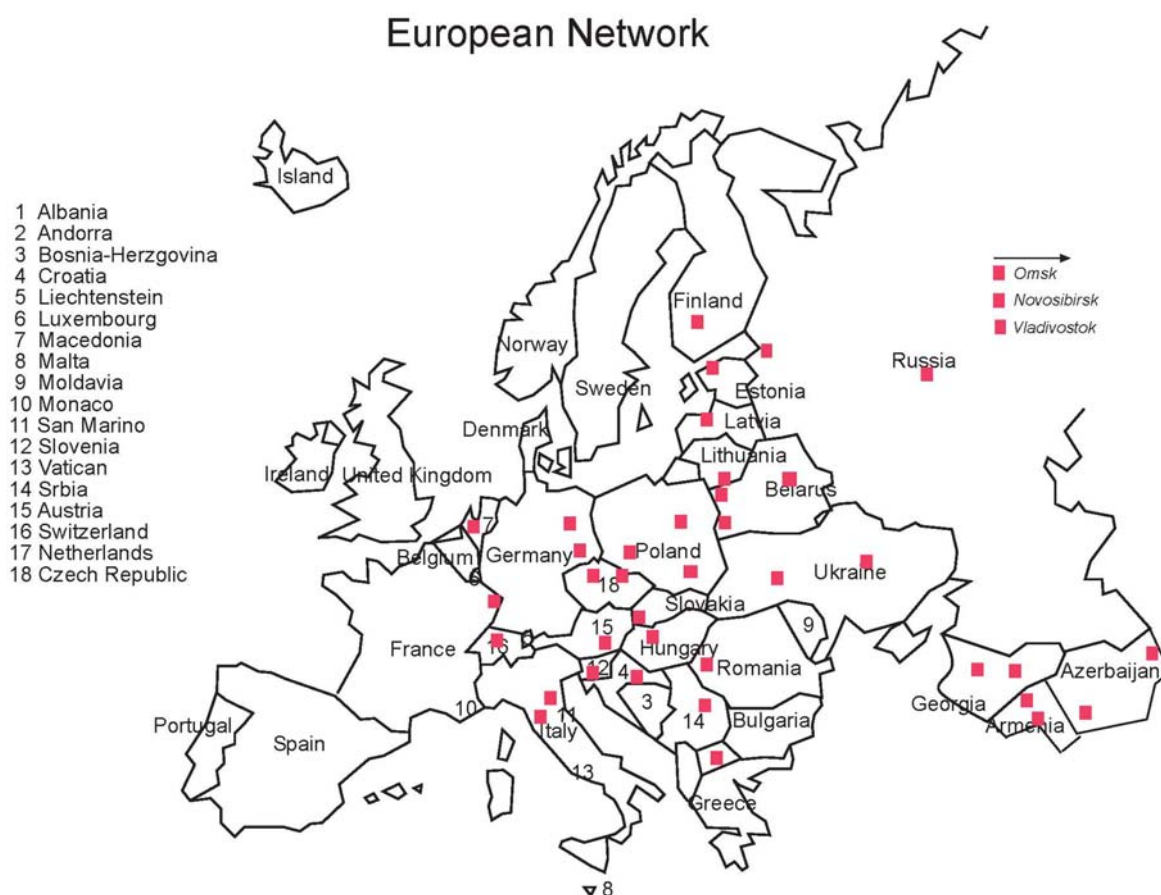 European Network
Island
1 Albania
2 Andorra
3 Bosnia-Herzgovina
4 Croatia
5 Liechtenstein
6 Luxembourg
7 Macedonia
8 Malta
9 Moldavia
10 Monaco
11 San Marino
12 Slovenia
13 Vatican
14 Srbia
15 Austria
16 Switzerland
17 Netherlands
18 Czech Republic
Omsk
Novosibirsk
Vladivostok
Finland
Norway
Russia
Sweden
Estonia
Latvia
Denmark
Lithuania
Ireland
United Kingdom
Belarus
7
Belgium
Germany
Poland
Ukraine
6
18
Slovakia
15
9
France
16
Hungary
Romania
12
4
Azerbaijan
3
Georgia
10
11
14
Bulgaria
Armenia
Portugal
Spain
Italy
13
Greece
8